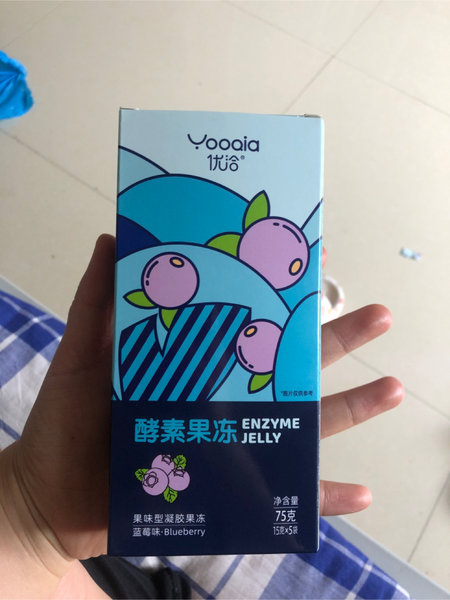 Yooqia
优洽®
*图片仅供参考
酵素果冻 ENZYME
JELLY
果味型凝胶果冻
蓝莓味·Blueberry
净含量
75克
15克×5袋